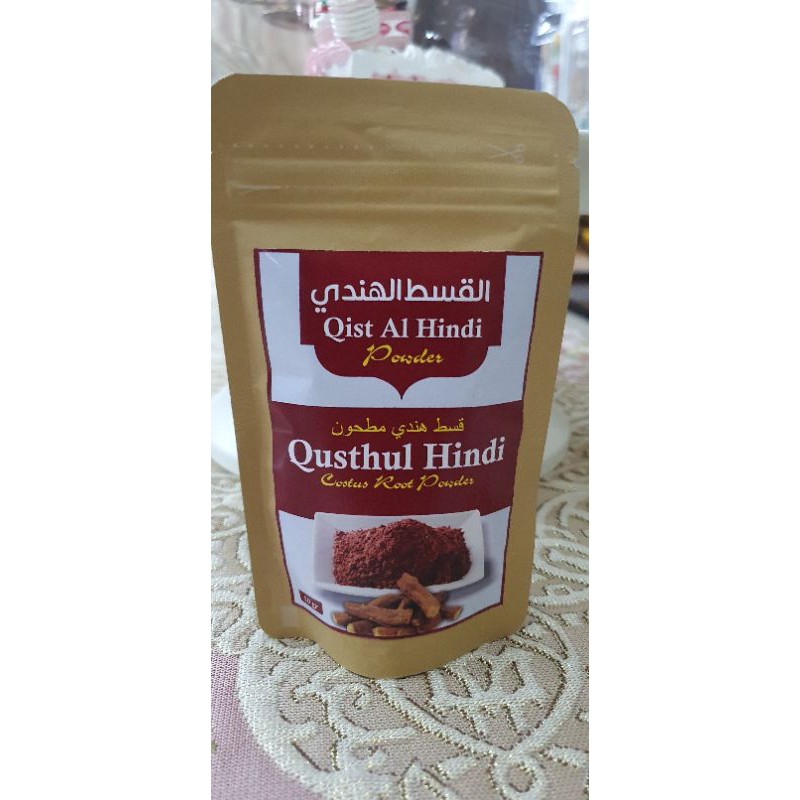 القسط الهندي
Qist Al Hindi
Powder
قسط هندي مطحون
Qusthul Hindi
Costus Root Powder